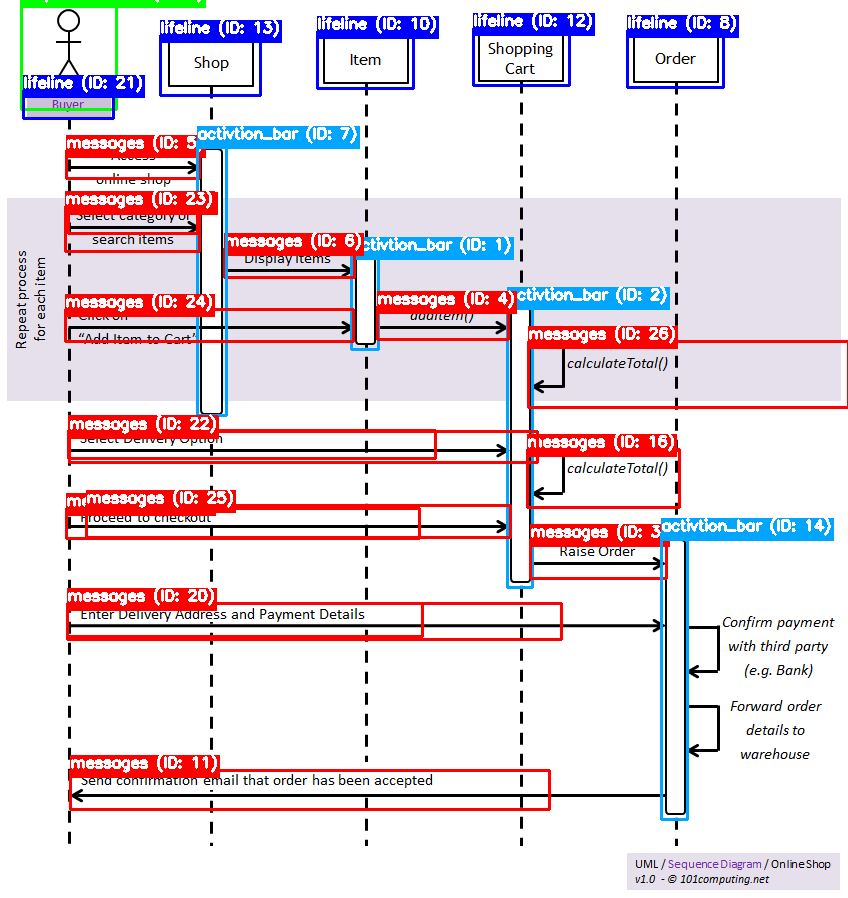 lifeline (ID: 13)
lifeline (ID: 10)
lifeline (ID: 12)
lifeline (ID: 8)
Shop
Item
Shopping
Cart
Order
lifeline (ID: 21)
Buyer
activtion_bar (ID: 7)
messages (ID: 5
Access
online shop
messages (ID: 23)
Select category or
search items
messages (ID: 6)
ctivtion_bar (ID: 1)
Display items
Repeat process
for each item
messages (ID: 24)
Click on
"Add Item to Cart"
messages (ID: 4)
addItem()
ctivtion_bar (ID: 2)
messages (ID: 26)
calculateTotal()
messages (ID: 22)
Select Delivery Option
messages (ID: 16)
calculateTotal()
messages (ID: 25)
Proceed to checkout
messages (ID: 3
activtion_bar (ID: 14)
Raise Order
messages (ID: 20)
Enter Delivery Address and Payment Details
Confirm payment
with third party
(e.g. Bank)
Forward order
details to
warehouse
messages (ID: 11)
Send confirmation email that order has been accepted
UML / Sequence Diagram / Online Shop
v1.0 - © 101computing.net